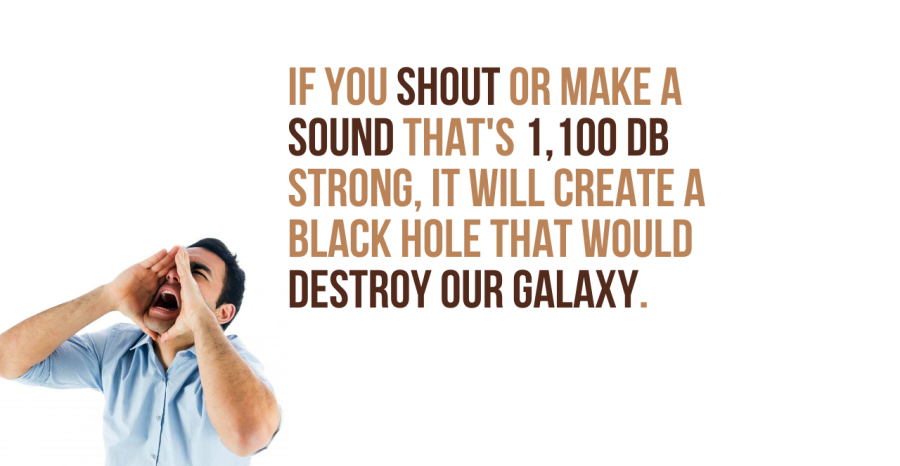 IF YOU SHOUT OR MAKE A
SOUND THAT'S 1,100 DB
STRONG, IT WILL CREATE A
BLACK HOLE THAT WOULD
DESTROY OUR GALAXY.